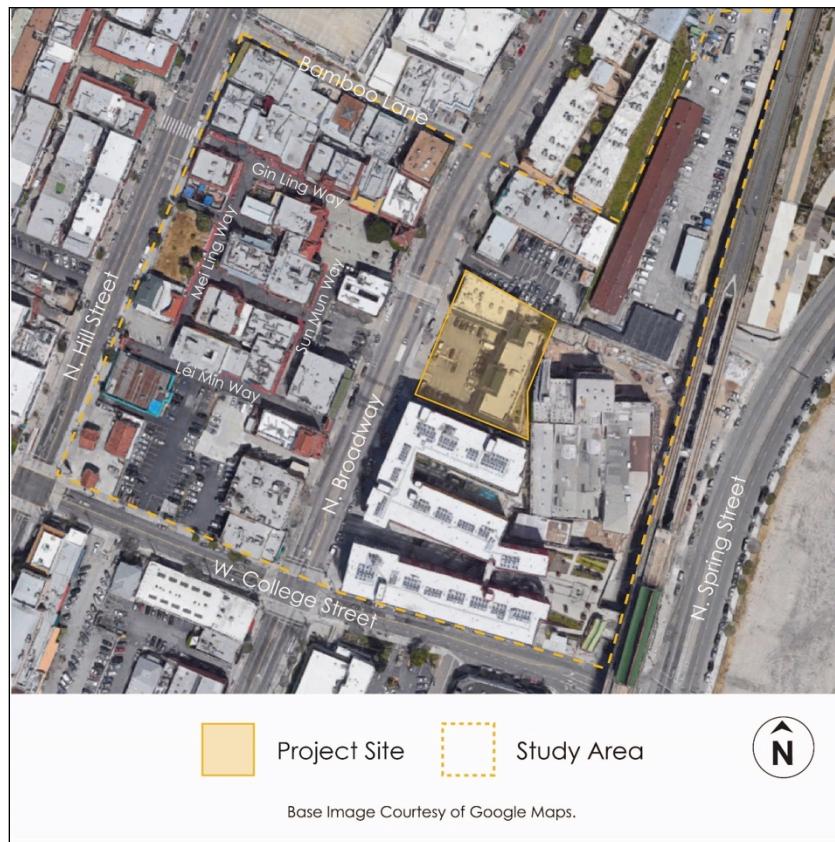 Bamboo Lane
Gin Ling Way
Mei Ling Way
Sun Mun Way
N. Hill Street
Lei Min Way
N. Broadway
W. College Street
N. Spring Street
Project Site
Study Area
N
Base Image Courtesy of Google Maps.